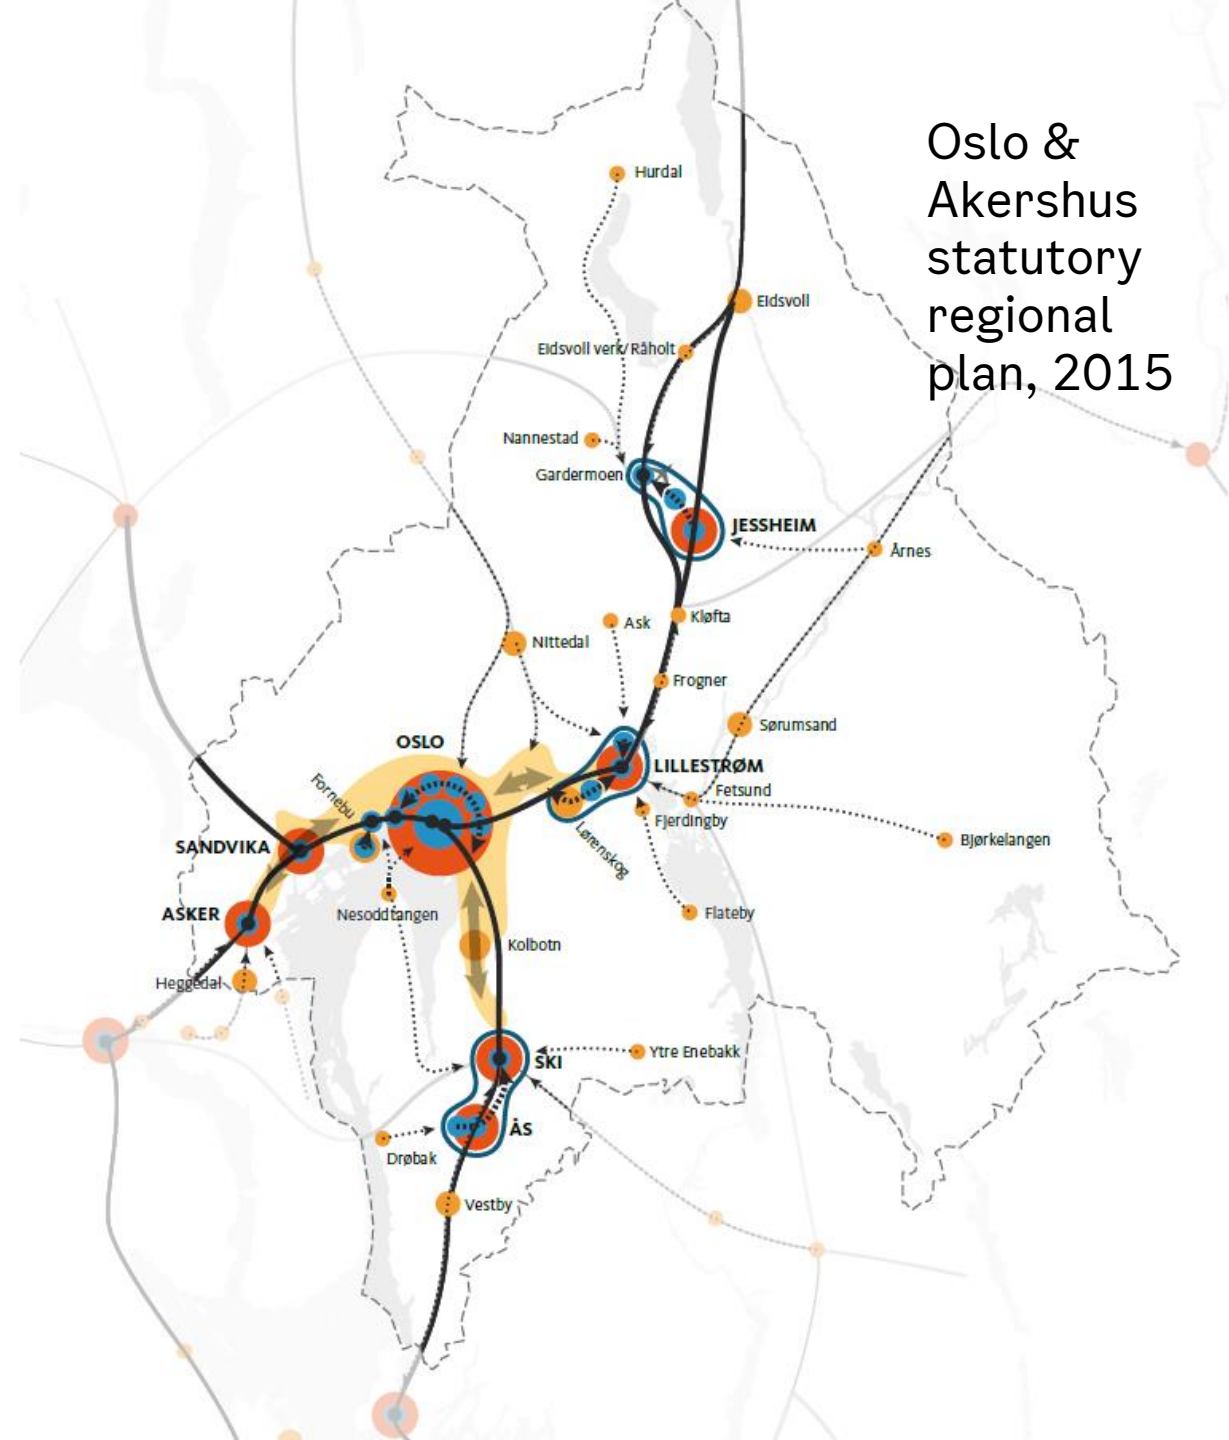 Oslo &
Akershus
statutory
regional
plan, 2015
Hurdal
Eidsvoll
Eidsvoll verk/Råholt
Nannestad
Gardermoen
JESSHEIM
Årnes
Ask
Kløfta
Nittedal
Frogner
Sørumsand
OSLO
LILLESTRØM
Fornebu
Fetsund
Fjerdingby
Lørenskog
Bjørkelangen
SANDVIKA
ASKER
Nesoddtangen
Flateby
Kolbotn
Heggedal
Ytre Enebakk
SKI
ÅS
Drøbak
Vestby